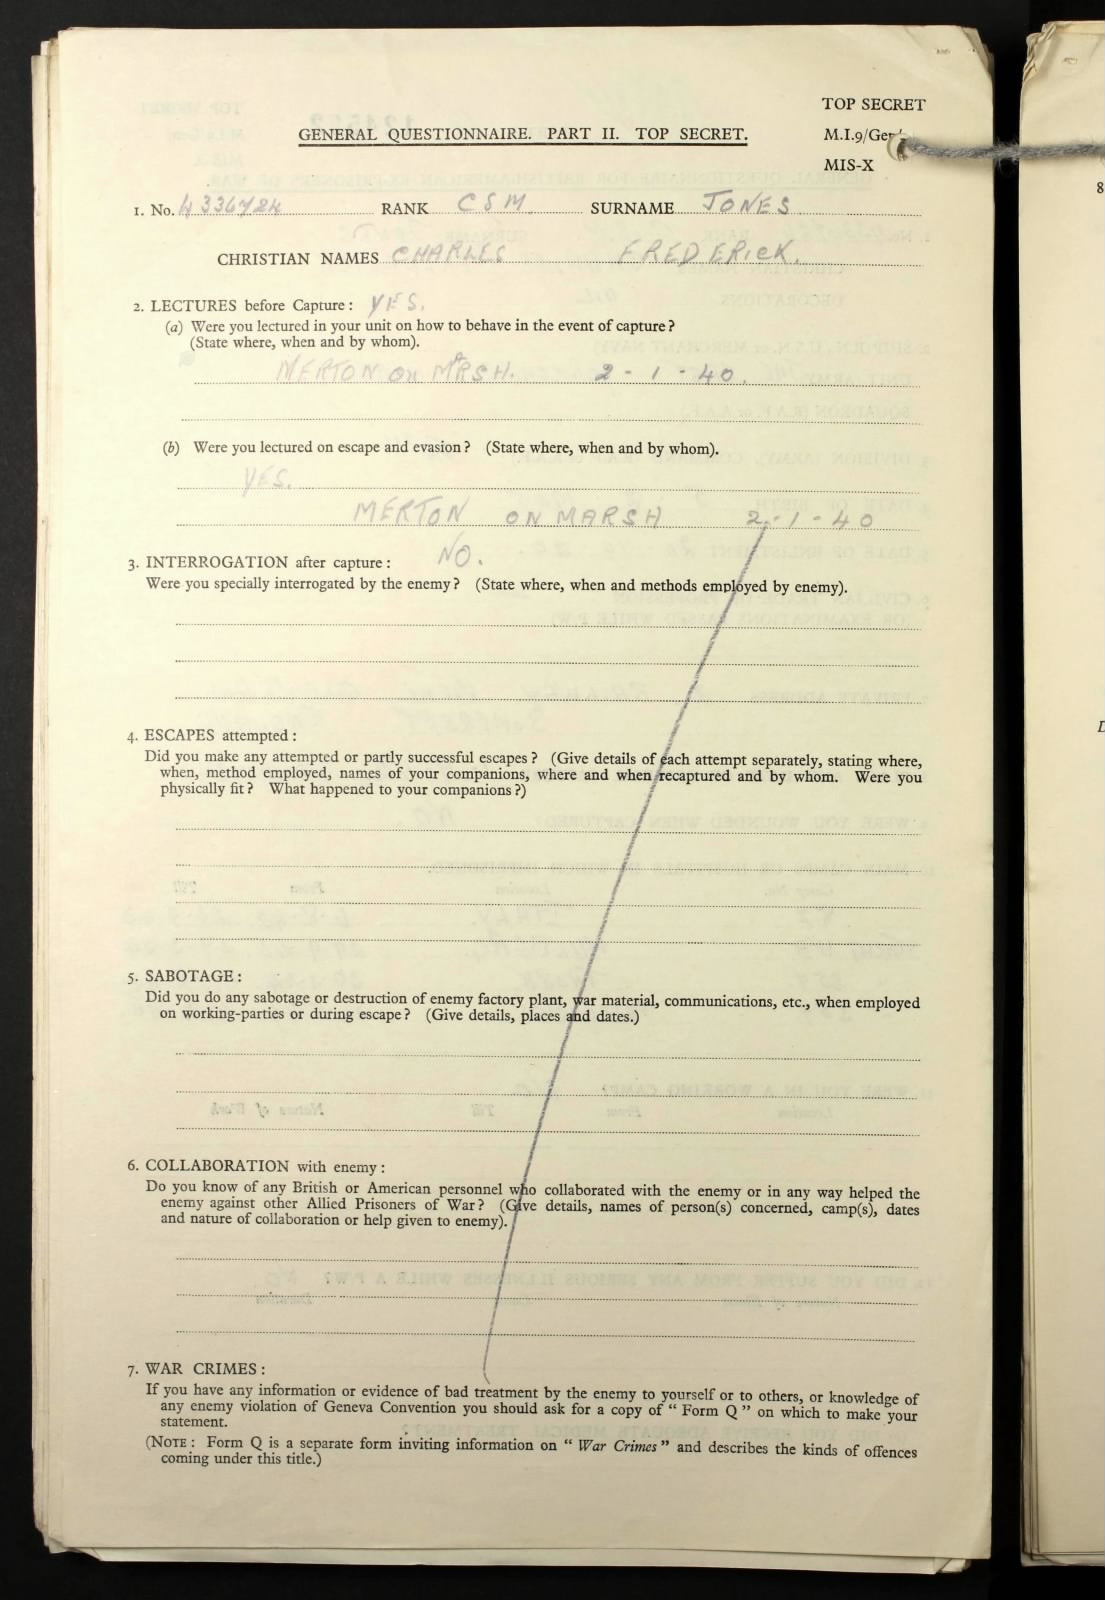 TOP SECRET
GENERAL QUESTIONNAIRE. PART II. TOP SECRET.
M.I.9/Gen/
MIS-X
1. No. 4336724 RANK CSM. SURNAME JONES
CHRISTIAN NAMES CHARLES FREDERICK.
2. LECTURES before Capture: YES.
(a) Were you lectured in your unit on how to behave in the event of capture?
(State where, when and by whom).
MERTON ON MARSH. 2-1-40.
(b) Were you lectured on escape and evasion? (State where, when and by whom).
YES.
MERTON ON MARSH 2-1-40
3. INTERROGATION after capture: NO.
Were you specially interrogated by the enemy? (State where, when and methods employed by enemy).
4. ESCAPES attempted:
Did you make any attempted or partly successful escapes? (Give details of each attempt separately, stating where,
when, method employed, names of your companions, where and when recaptured and by whom. Were you
physically fit? What happened to your companions?)
5. SABOTAGE:
Did you do any sabotage or destruction of enemy factory plant, war material, communications, etc., when employed
on working-parties or during escape? (Give details, places and dates.)
6. COLLABORATION with enemy:
Do you know of any British or American personnel who collaborated with the enemy or in any way helped the
enemy against other Allied Prisoners of War? (Give details, names of person(s) concerned, camp(s), dates
and nature of collaboration or help given to enemy).
7. WAR CRIMES:
If you have any information or evidence of bad treatment by the enemy to yourself or to others, or knowledge of
any enemy violation of Geneva Convention you should ask for a copy of "Form Q" on which to make your
statement.
(NOTE: Form Q is a separate form inviting information on "War Crimes" and describes the kinds of offences
coming under this title.)
8